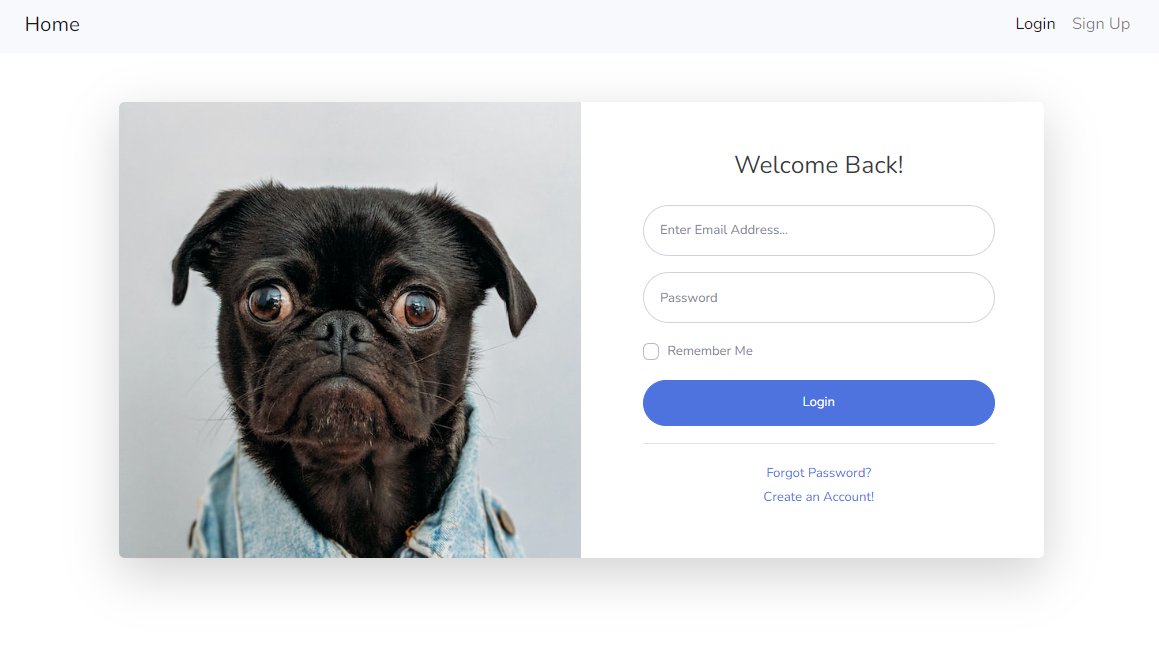 Home
Login
Sign Up
Welcome Back!
Enter Email Address...
Password
Remember Me
Login
Forgot Password?
Create an Account!